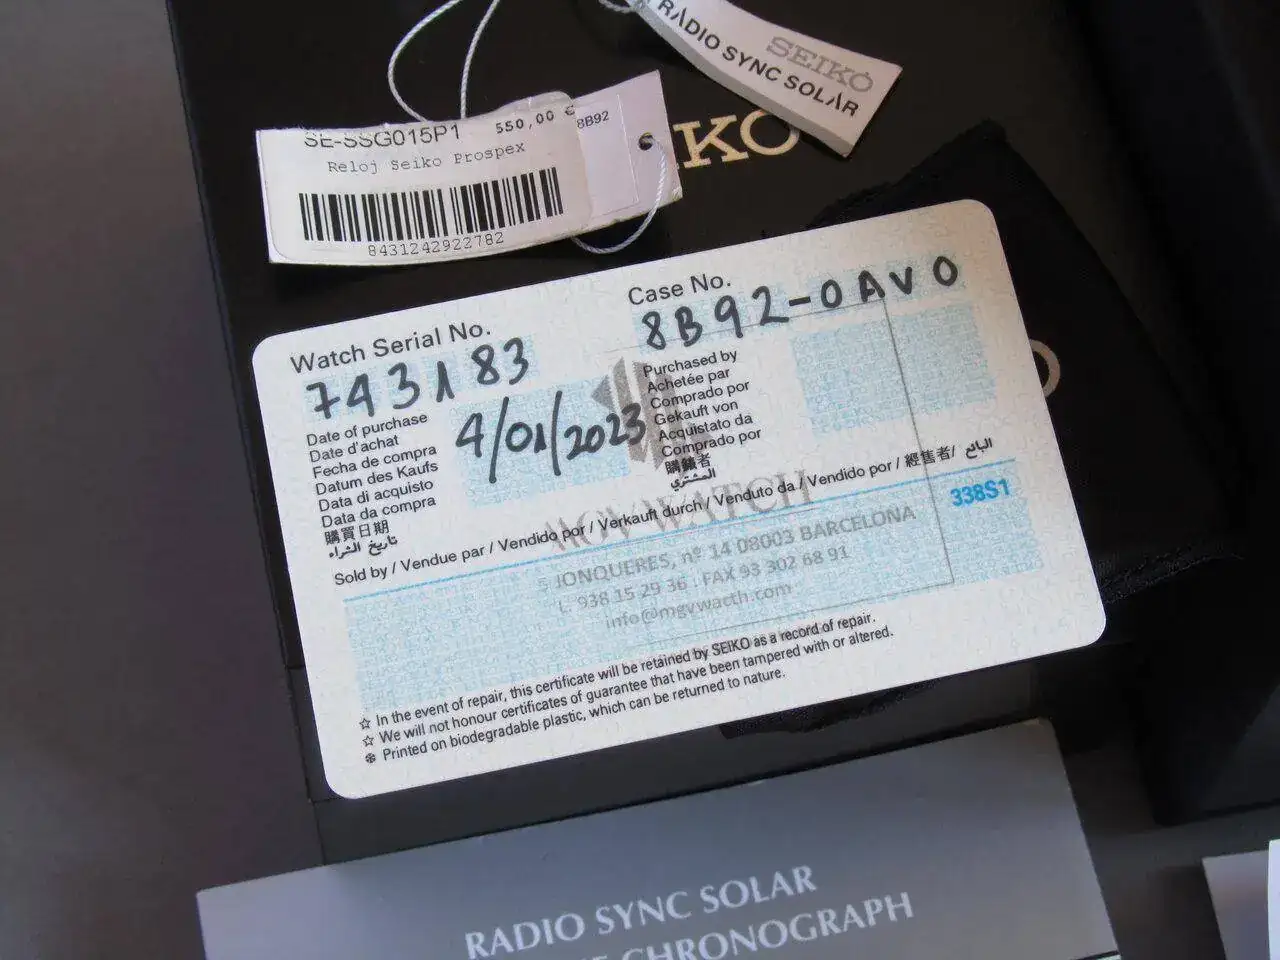 SEIKO
RADIO SYNC SOLAR
SE-SSG015P1 550,00 €
8B92
Reloj Seiko Prospex
8431242922782
IKO
O
Watch Serial No.
743183
Case No.
8B92-0AV0
Date of purchase
Date d'achat
Fecha de compra
Datum des Kaufs
Data di acquisto
Data da compra
購買日期
تاريخ الشراء
4/01/2023
Purchased by
Achetée par
Comprado por
Gekauft von
Acquistato da
Comprado por
購錶者
المشتري
Sold by / Vendue par / Vendido por / Verkauft durch / Venduto da / Vendido por / 經售者/ البائع
MGV WATCH
338S1
JONQUERES, nº 14 08003 BARCELONA
L. 938 15 29 36 . FAX 93 302 68 91
info@mgvwacth.com
☆ In the event of repair, this certificate will be retained by SEIKO as a record of repair.
☆ We will not honour certificates of guarantee that have been tampered with or altered.
❄ Printed on biodegradable plastic, which can be returned to nature.
RADIO SYNC SOLAR
CHRONOGRAPH